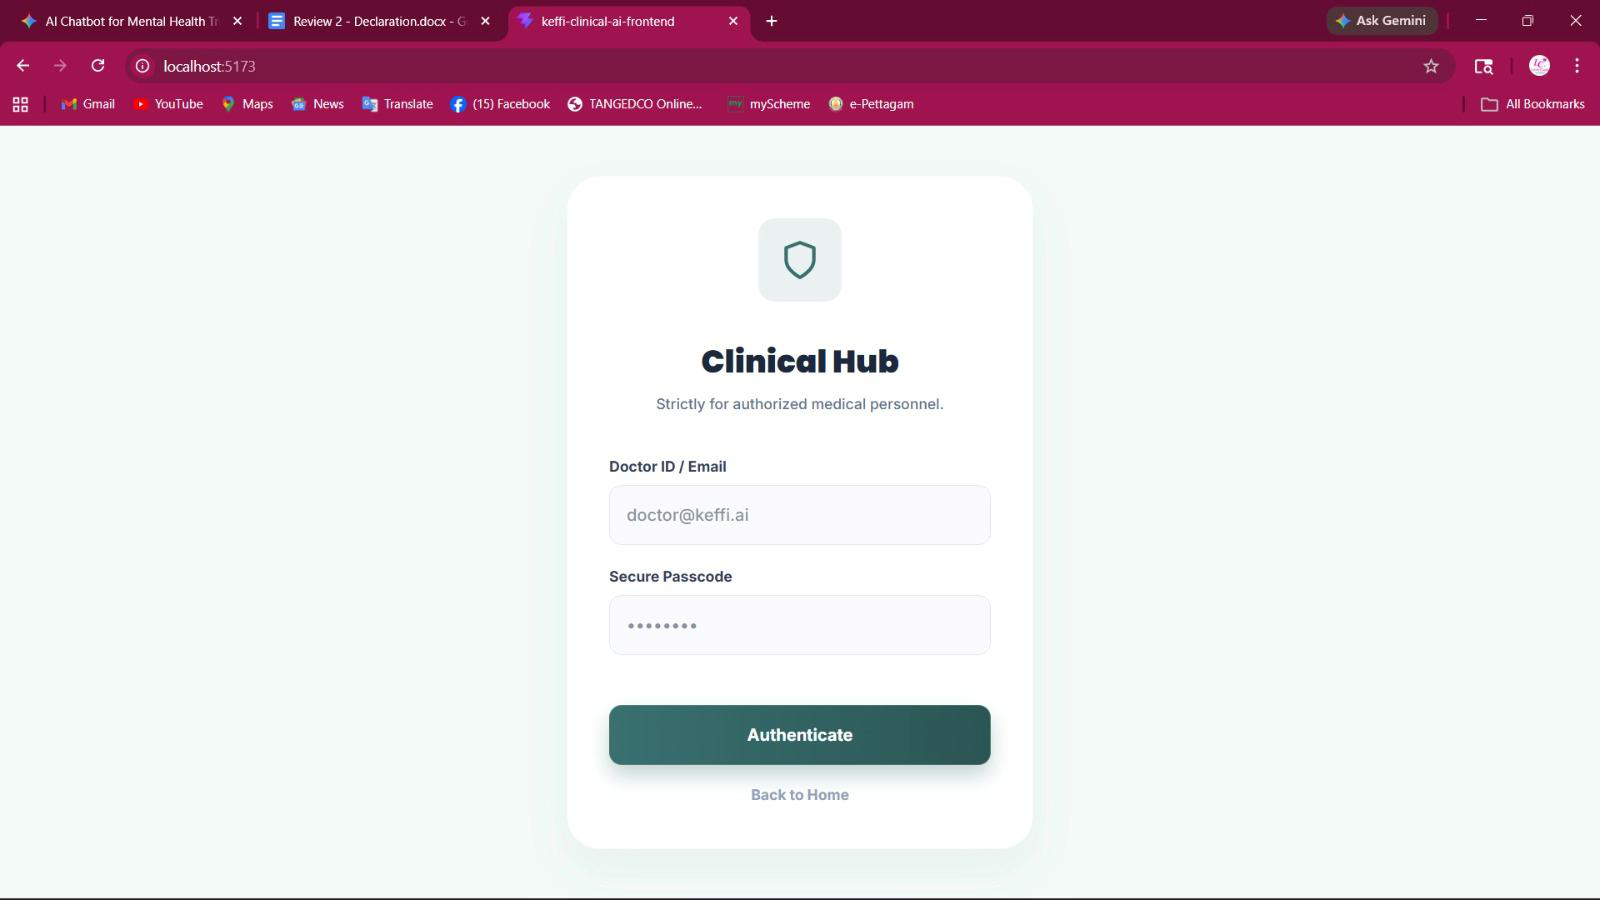 AI Chatbot for Mental Health Tr
Review 2 - Declaration.docx - G
keffi-clinical-ai-frontend
Ask Gemini
localhost:5173
Gmail
YouTube
Maps
News
Translate
(15) Facebook
TANGEDCO Online...
my
myScheme
e-Pettagam
All Bookmarks
Clinical Hub
Strictly for authorized medical personnel.
Doctor ID / Email
doctor@keffi.ai
Secure Passcode
••••••••
Authenticate
Back to Home